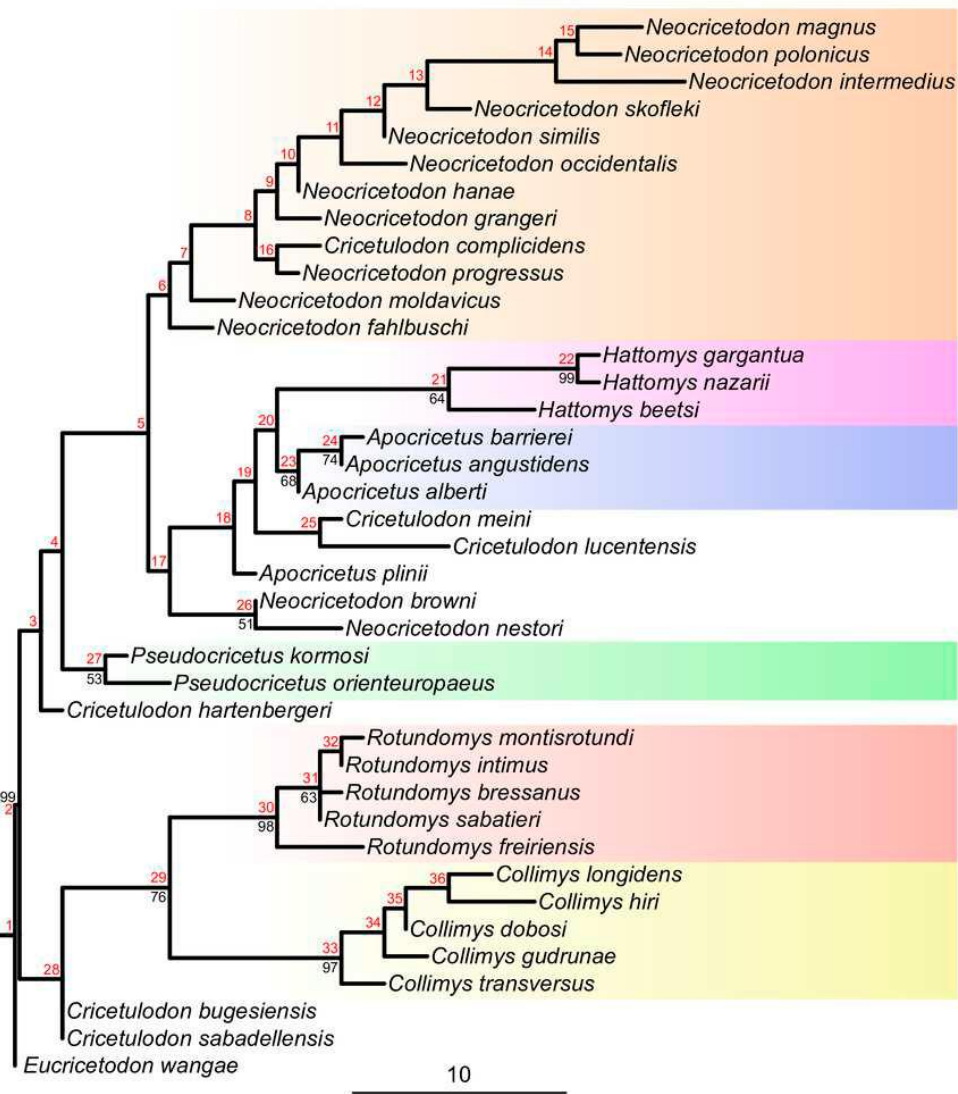 15 Neocricetodon magnus
14 Neocricetodon polonicus
13 Neocricetodon intermedius
12 Neocricetodon skofleki
11 Neocricetodon similis
10 Neocricetodon occidentalis
9 Neocricetodon hanae
8 Neocricetodon grangeri
16 Cricetulodon complicidens
7 Neocricetodon progressus
6 Neocricetodon moldavicus
Neocricetodon fahlbuschi
22 Hattomys gargantua
21 99 Hattomys nazarii
64 Hattomys beetsi
20
24 Apocricetus barrierei
23 74 Apocricetus angustidens
68 Apocricetus alberti
5
19
18 25 Cricetulodon meini
Cricetulodon lucentensis
4 17 Apocricetus plinii
26 Neocricetodon browni
3 51 Neocricetodon nestori
27 Pseudocricetus kormosi
53 Pseudocricetus orienteuropaeus
Cricetulodon hartenbergeri
32 Rotundomys montisrotundi
31 Rotundomys intimus
99 63 Rotundomys bressanus
2 30 Rotundomys sabatieri
98 Rotundomys freiriensis
29 36 Collimys longidens
76 35 Collimys hiri
1 34 Collimys dobosi
33 Collimys gudrunae
28 97 Collimys transversus
Cricetulodon bugesiensis
Cricetulodon sabadellensis
Eucricetodon wangae
10